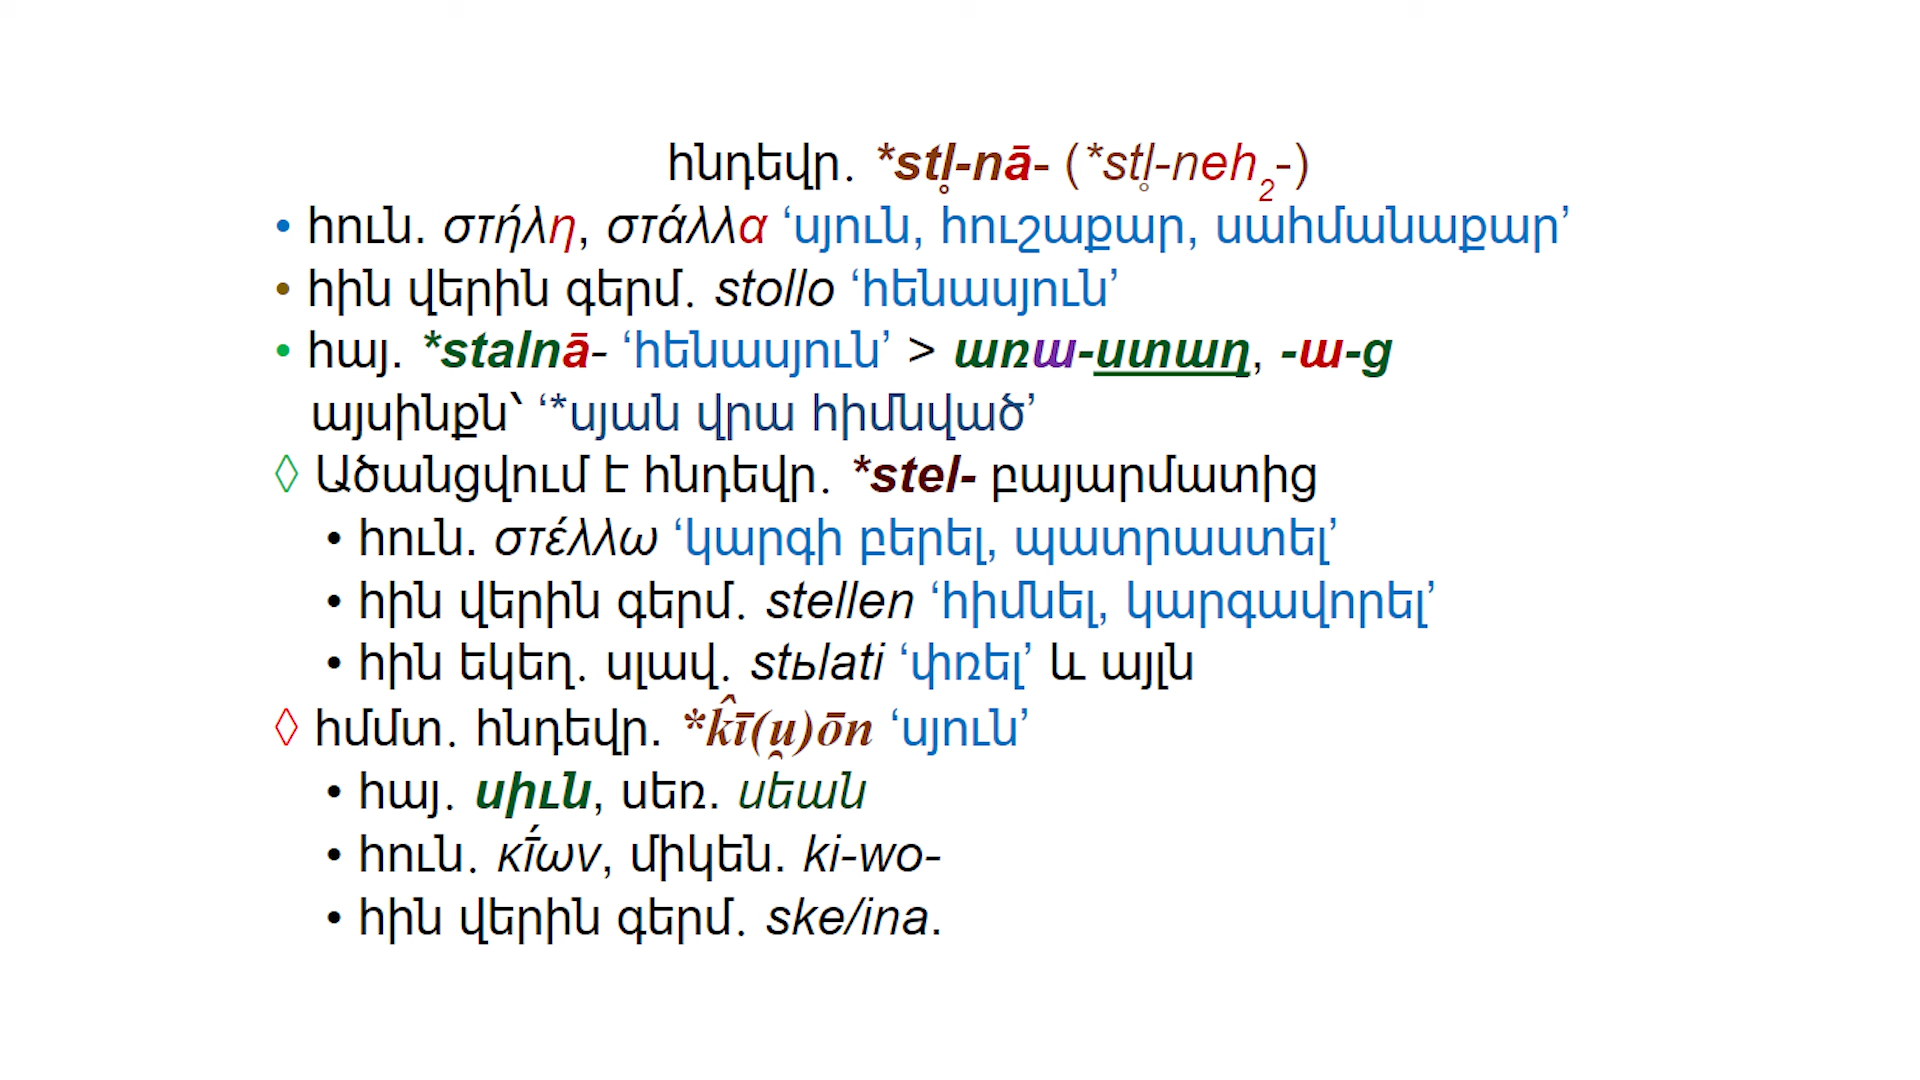 հնդեվր. *stl̥-nā- (*stl̥-neh₂-)
• հուն. στήλη, στάλλα ‘սյուն, հուշաքար, սահմանաքար’
• հին վերին գերմ. stollo ‘հենասյուն’
• հայ. *stalnā- ‘հենասյուն’ > առա-ստաղ, -ա-ց
այսինքն՝ ‘*սյան վրա հիմնված’
◊ Ածանցվում է հնդեվր. *stel- բայարմատից
• հուն. στέλλω ‘կարգի բերել, պատրաստել’
• հին վերին գերմ. stellen ‘հիմնել, կարգավորել’
• հին եկեղ. սլավ. stьlati ‘փռել’ և այլն
◊ հմմտ. հնդեվր. *k̂ī(u̯)ōn ‘սյուն’
• հայ. սիւն, սեռ. սեան
• հուն. κῑ́ων, միկեն. ki-wo-
• հին վերին գերմ. ske/ina.